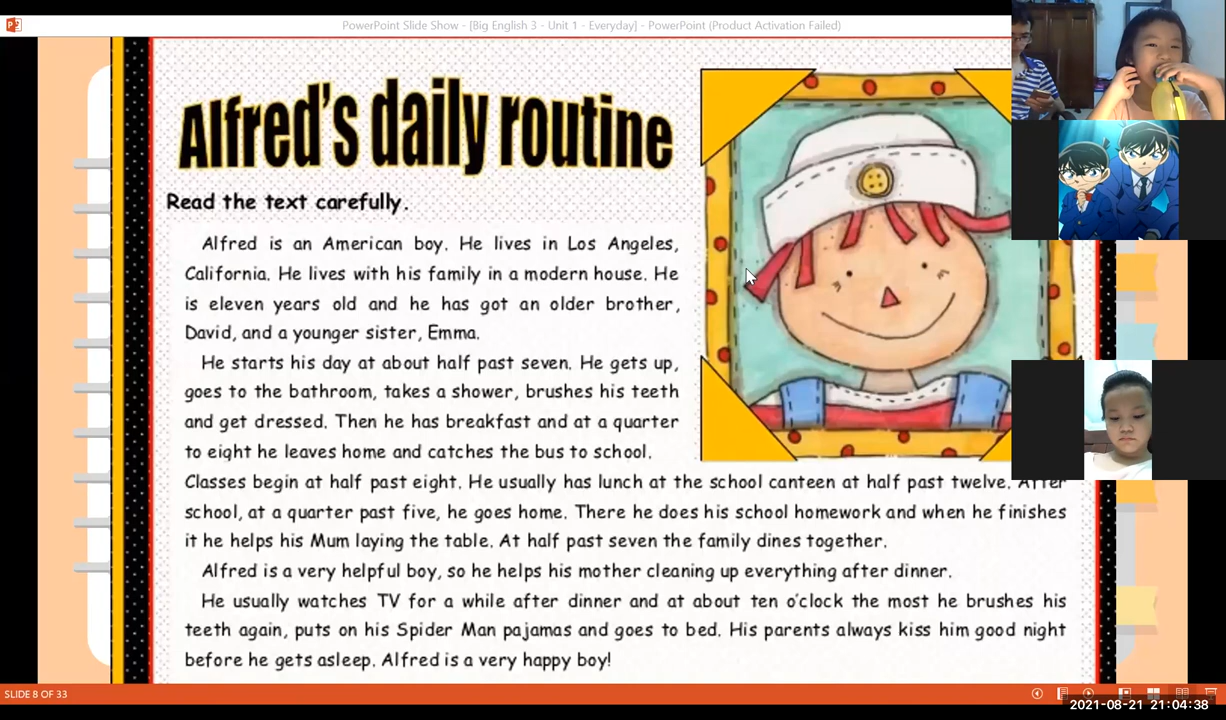 PowerPoint Slide Show - [Big English 3 - Unit 1 - Everyday] - PowerPoint (Product Activation Failed)
Alfred's daily routine
Read the text carefully.
Alfred is an American boy. He lives in Los Angeles,
California. He lives with his family in a modern house. He
is eleven years old and he has got an older brother,
David, and a younger sister, Emma.
He starts his day at about half past seven. He gets up,
goes to the bathroom, takes a shower, brushes his teeth
and get dressed. Then he has breakfast and at a quarter
to eight he leaves home and catches the bus to school.
Classes begin at half past eight. He usually has lunch at the school canteen at half past twelve. After
school, at a quarter past five, he goes home. There he does his school homework and when he finishes
it he helps his Mum laying the table. At half past seven the family dines together.
Alfred is a very helpful boy, so he helps his mother cleaning up everything after dinner.
He usually watches TV for a while after dinner and at about ten o'clock the most he brushes his
teeth again, puts on his Spider Man pajamas and goes to bed. His parents always kiss him good night
before he gets asleep. Alfred is a very happy boy!
SLIDE 8 OF 33
2021-08-21 21:04:38